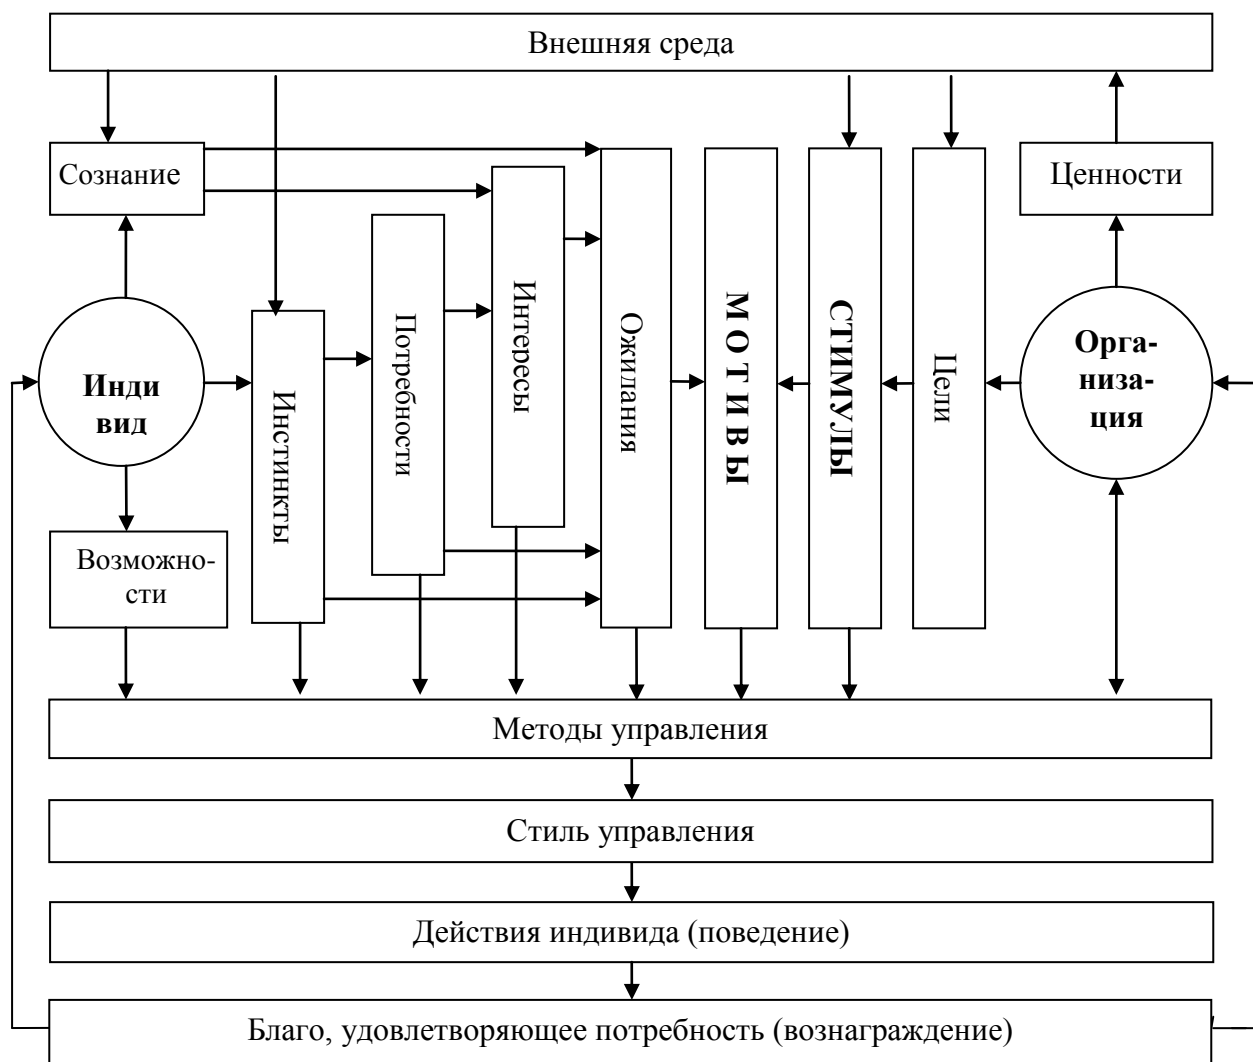 Внешняя среда
Сознание
Ценности
Инди
вид
Инстинкты
Потребности
Интересы
Ожидания
МОТИВЫ
СТИМУЛЫ
Цели
Орга-
низа-
ция
Возможно-
сти
Методы управления
Стиль управления
Действия индивида (поведение)
Благо, удовлетворяющее потребность (вознаграждение)